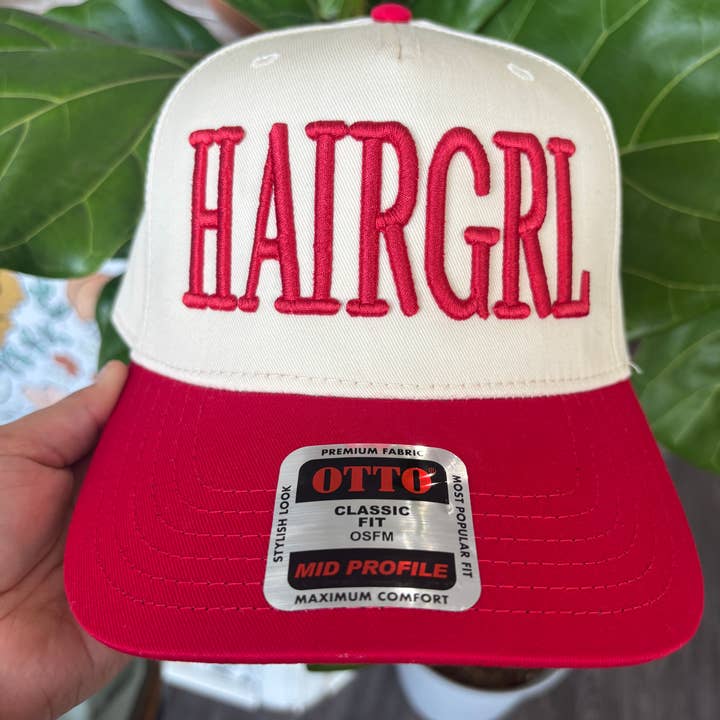 HAIRGRL
PREMIUM FABRIC
OTTO®
STYLISH LOOK
CLASSIC
FIT
OSFM
MOST POPULAR FIT
MID PROFILE
MAXIMUM COMFORT